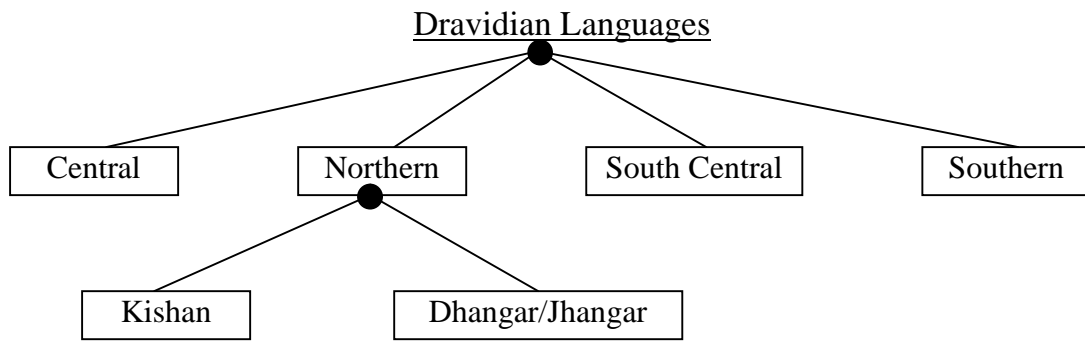 Dravidian Languages
Central Northern South Central Southern
Kishan Dhangar/Jhangar